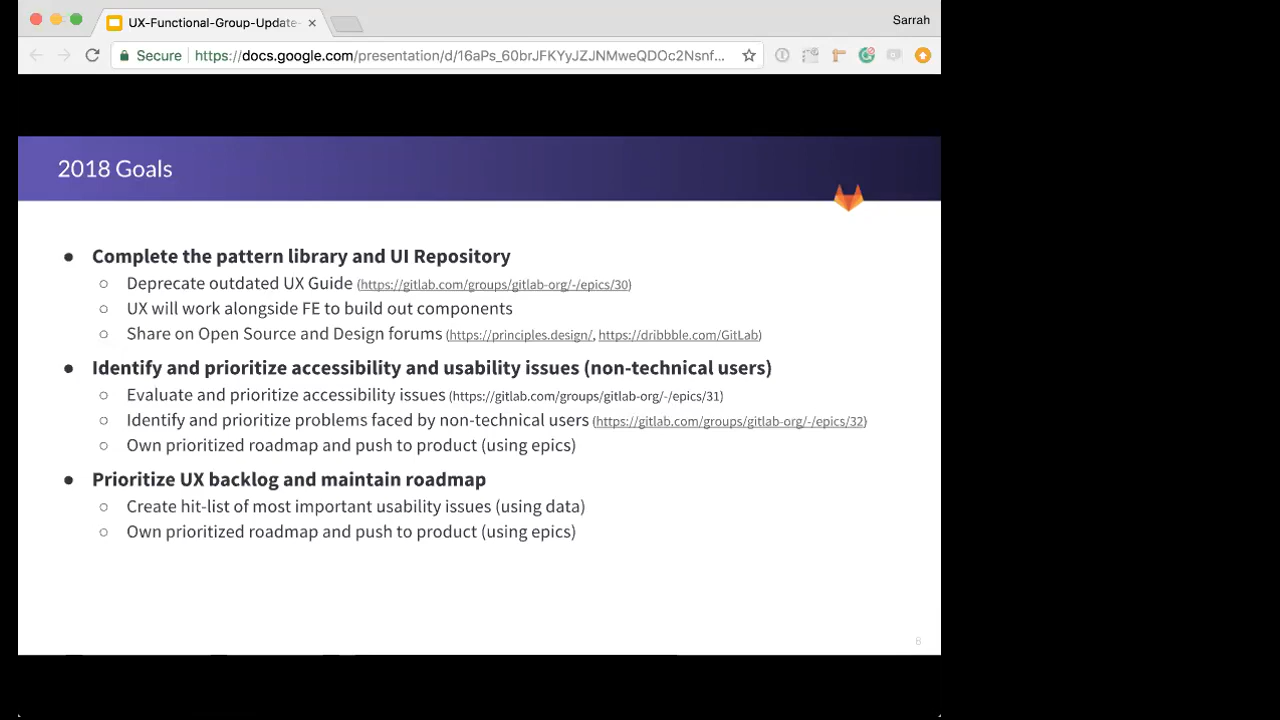 UX-Functional-Group-Update-
Sarrah
Secure https://docs.google.com/presentation/d/16aPs_60brJFKYyJZJNMweQDOc2Nsnf...
2018 Goals
● Complete the pattern library and UI Repository
○ Deprecate outdated UX Guide (https://gitlab.com/groups/gitlab-org/-/epics/30)
○ UX will work alongside FE to build out components
○ Share on Open Source and Design forums (https://principles.design/, https://dribbble.com/GitLab)
● Identify and prioritize accessibility and usability issues (non-technical users)
○ Evaluate and prioritize accessibility issues (https://gitlab.com/groups/gitlab-org/-/epics/31)
○ Identify and prioritize problems faced by non-technical users (https://gitlab.com/groups/gitlab-org/-/epics/32)
○ Own prioritized roadmap and push to product (using epics)
● Prioritize UX backlog and maintain roadmap
○ Create hit-list of most important usability issues (using data)
○ Own prioritized roadmap and push to product (using epics)